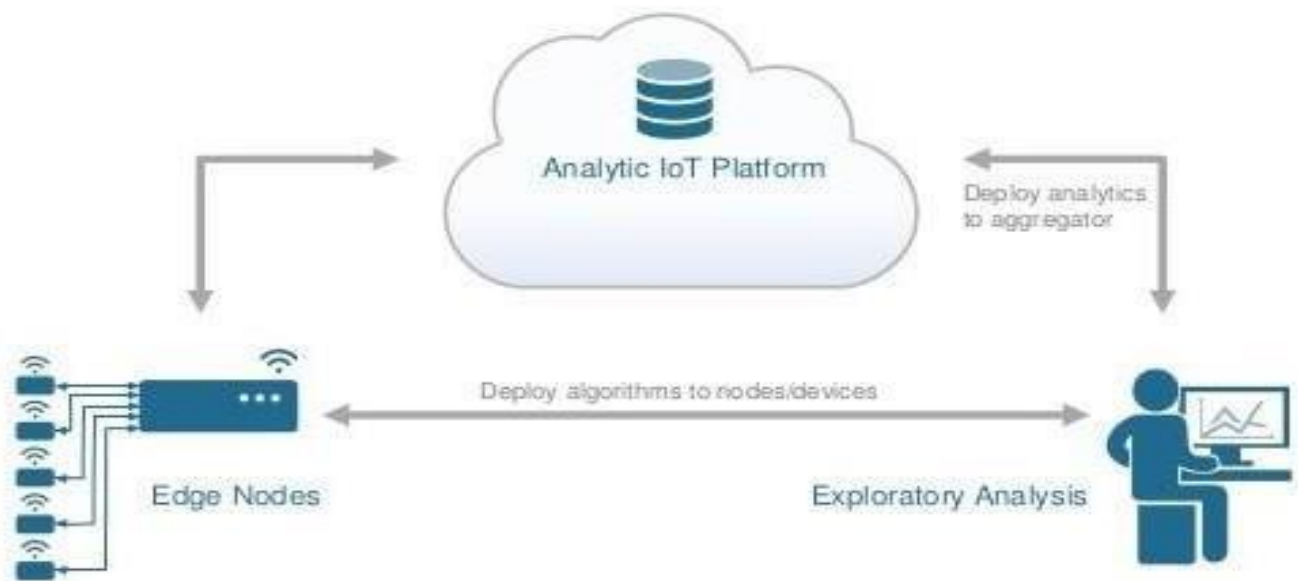 Analytic IoT Platform
Deploy analytics
to aggregator
Deploy algorithms to nodes/devices
Edge Nodes
Exploratory Analysis